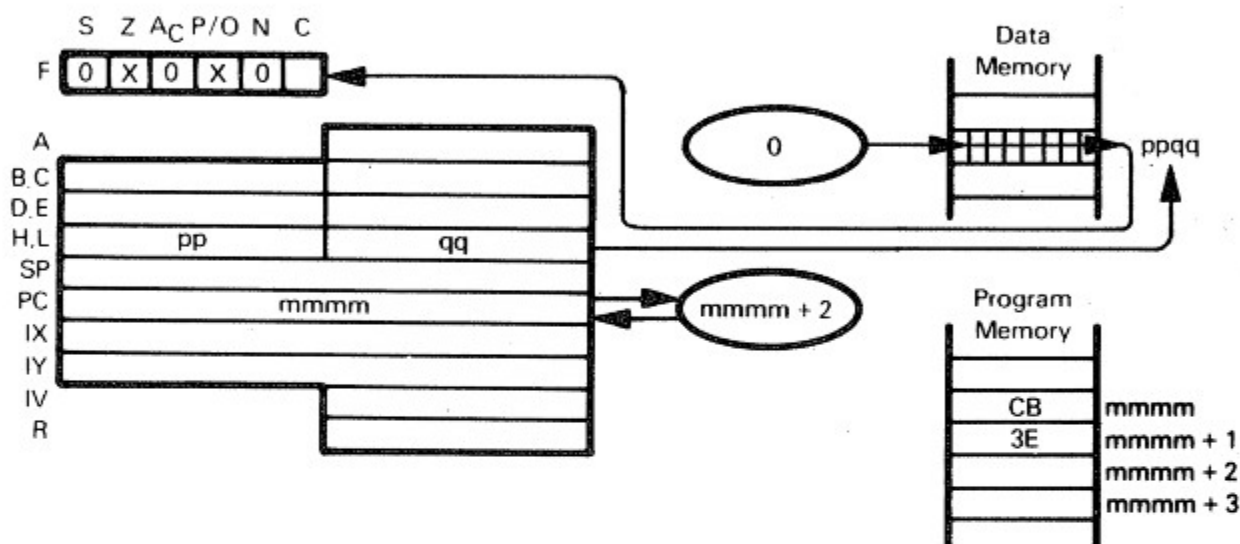 S Z AC P/O N C
F 0 X 0 X 0
Data
Memory
A
0
ppqq
B,C
D,E
H,L pp qq
SP
PC mmmm
mmmm + 2
IX
IY
IV
R
Program
Memory
CB mmmm
3E mmmm + 1
mmmm + 2
mmmm + 3